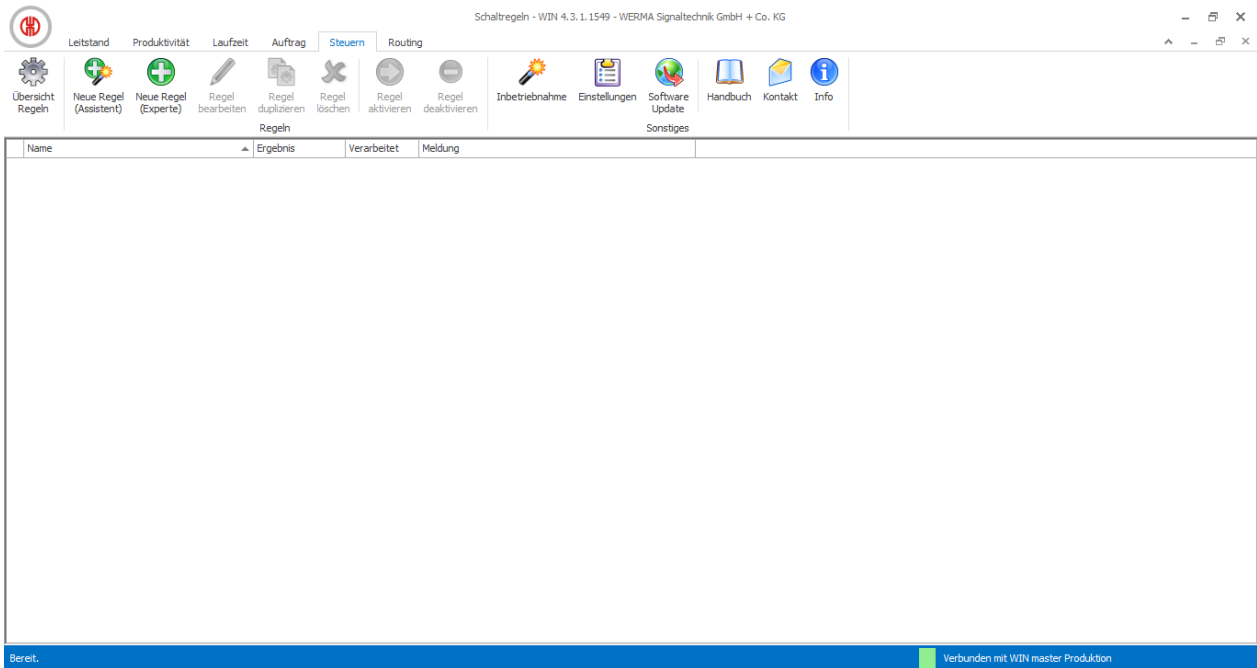 Schaltregeln - WIN 4.3.1.1549 - WERMA Signaltechnik GmbH + Co. KG
Leitstand Produktivität Laufzeit Auftrag Steuern Routing
Übersicht Regeln
Neue Regel (Assistent)
Neue Regel (Experte)
Regel bearbeiten
Regel duplizieren
Regel löschen
Regel aktivieren
Regel deaktivieren
Inbetriebnahme
Einstellungen
Software Update
Handbuch
Kontakt
Info
Regeln
Sonstiges
Name Ergebnis Verarbeitet Meldung
Bereit.
Verbunden mit WIN master Produktion